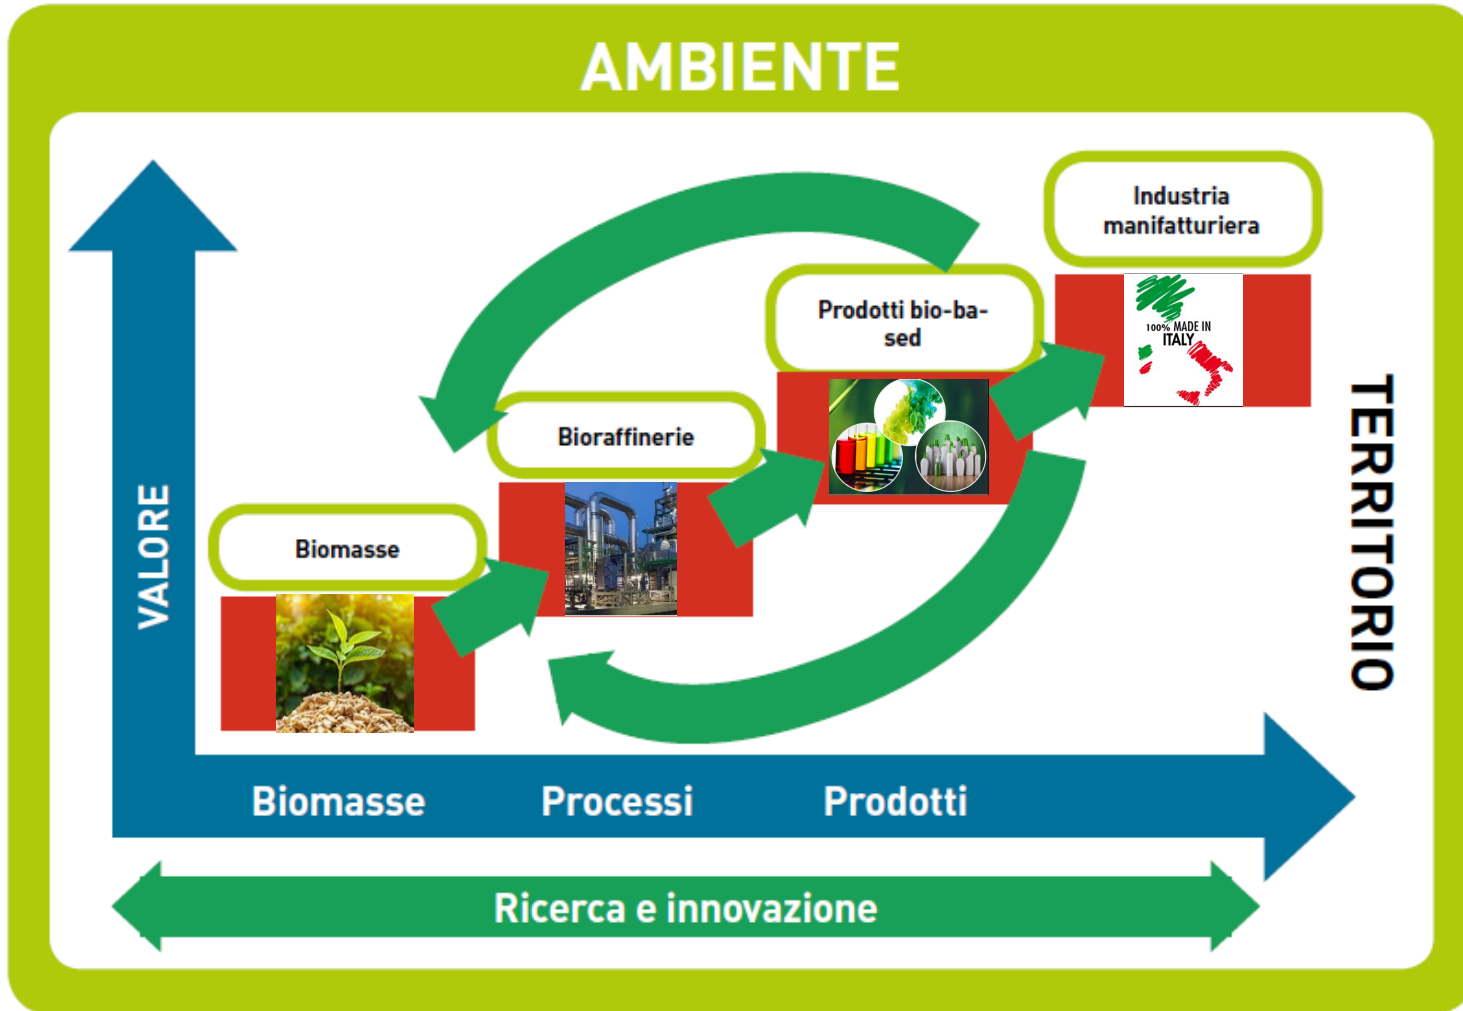 AMBIENTE
Industria
manifatturiera
100% MADE IN
ITALY
Prodotti bio-ba-
sed
Bioraffinerie
Biomasse
VALORE
TERRITORIO
Biomasse
Processi
Prodotti
Ricerca e innovazione